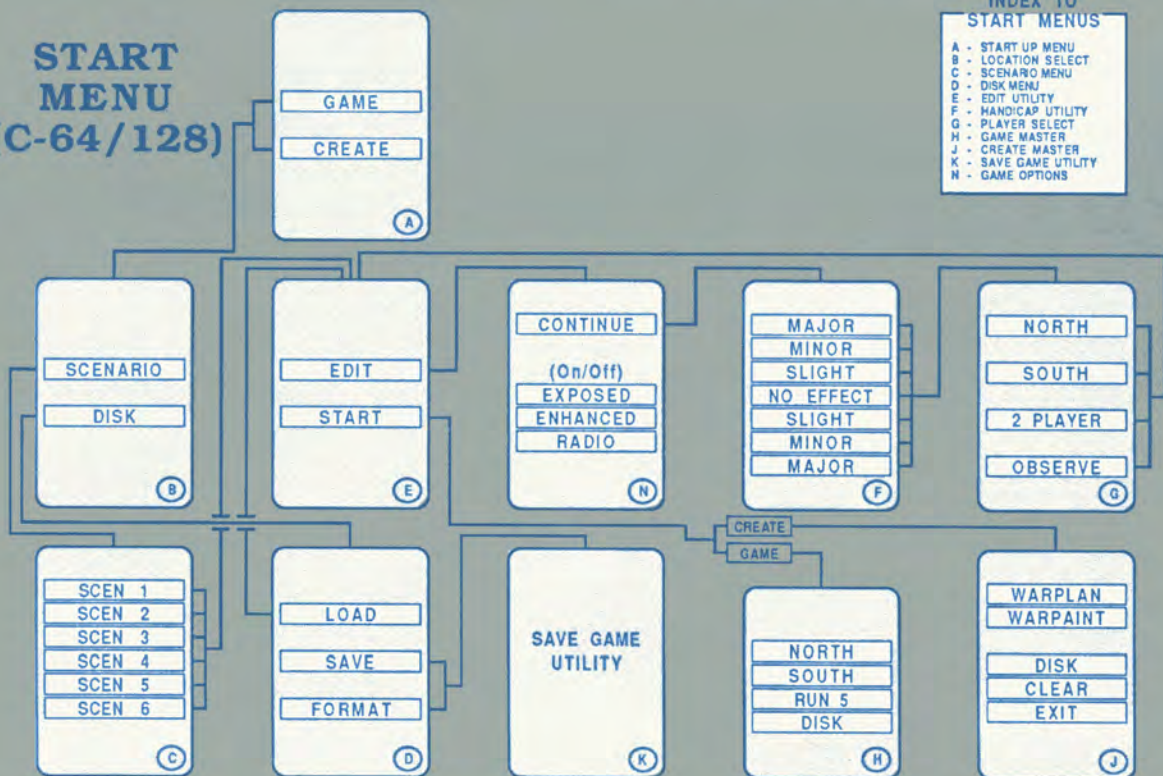 START
MENU
(C-64/128)
GAME
CREATE
A
INDEX TO
START MENUS
A - START UP MENU
B - LOCATION SELECT
C - SCENARIO MENU
D - DISK MENU
E - EDIT UTILITY
F - HANDICAP UTILITY
G - PLAYER SELECT
H - GAME MASTER
J - CREATE MASTER
K - SAVE GAME UTILITY
N - GAME OPTIONS
SCENARIO
DISK
B
EDIT
START
E
CONTINUE
(On/Off)
EXPOSED
ENHANCED
RADIO
N
MAJOR
MINOR
SLIGHT
NO EFFECT
SLIGHT
MINOR
MAJOR
F
NORTH
SOUTH
2 PLAYER
OBSERVE
G
CREATE
GAME
SCEN 1
SCEN 2
SCEN 3
SCEN 4
SCEN 5
SCEN 6
C
LOAD
SAVE
FORMAT
D
SAVE GAME
UTILITY
K
NORTH
SOUTH
RUN 5
DISK
H
WARPLAN
WARPAINT
DISK
CLEAR
EXIT
J